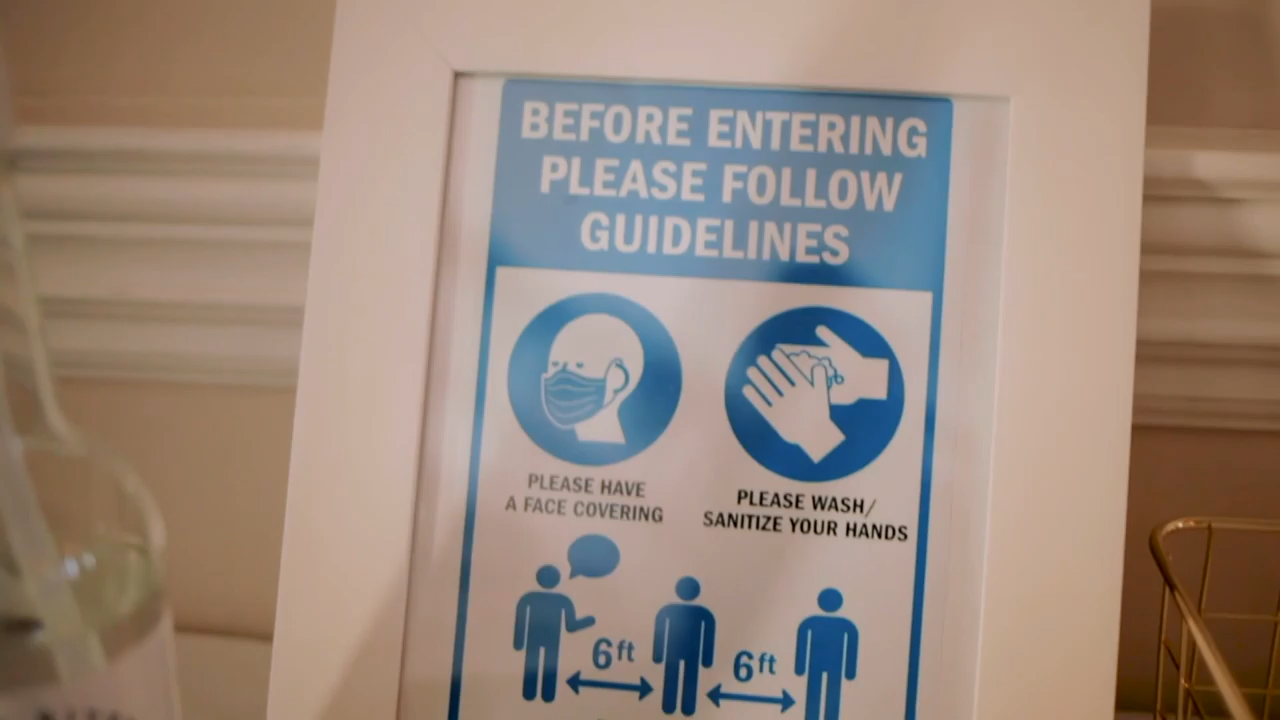 BEFORE ENTERING
PLEASE FOLLOW
GUIDELINES
PLEASE HAVE
A FACE COVERING
PLEASE WASH/
SANITIZE YOUR HANDS
6ft
6ft